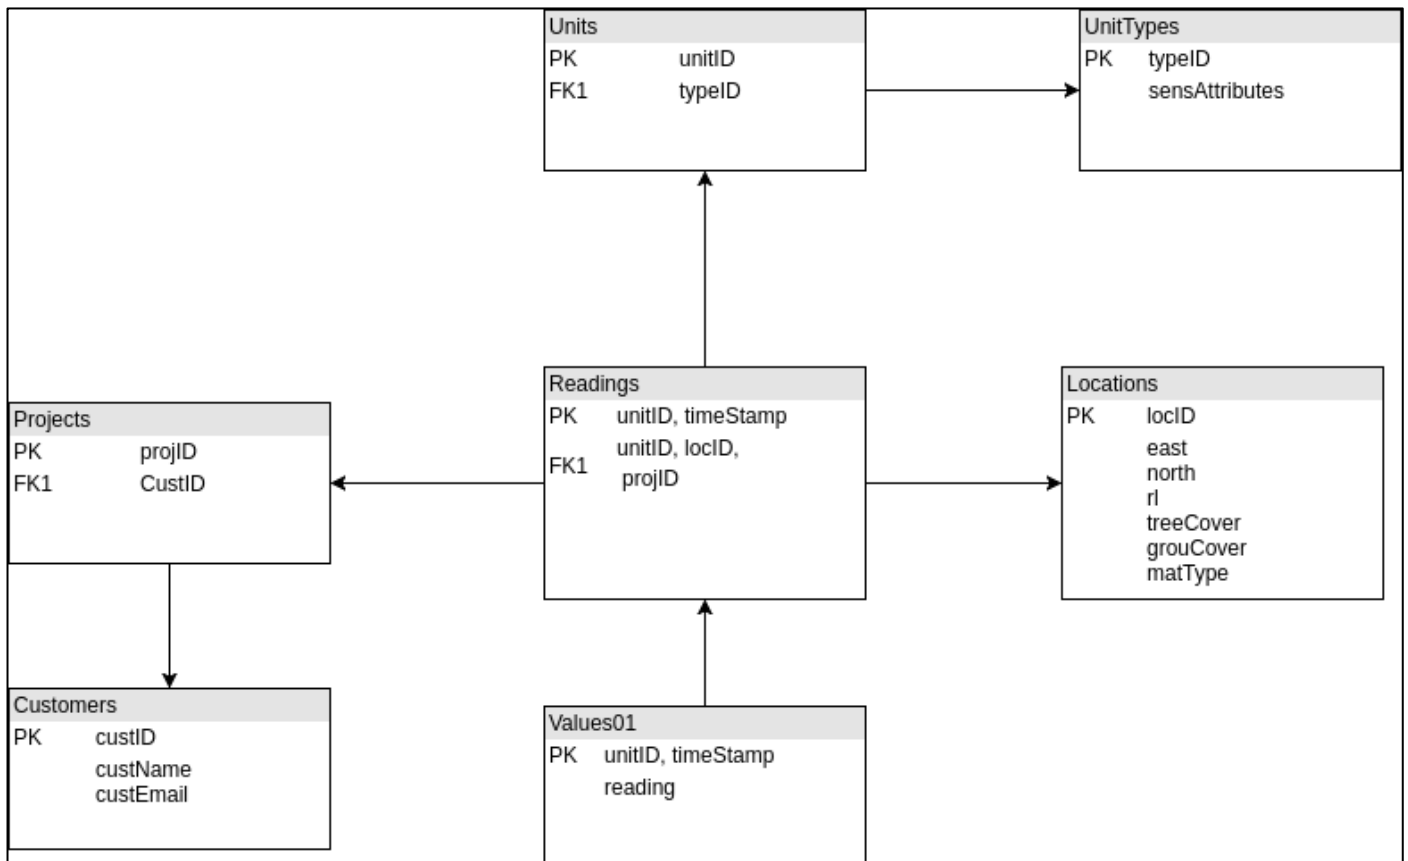 Units
PK unitID
FK1 typeID
UnitTypes
PK typeID
sensAttributes
Projects
PK projID
FK1 CustID
Readings
PK unitID, timeStamp
FK1 unitID, locID,
projID
Locations
PK locID
east
north
rl
treeCover
grouCover
matType
Customers
PK custID
custName
custEmail
Values01
PK unitID, timeStamp
reading